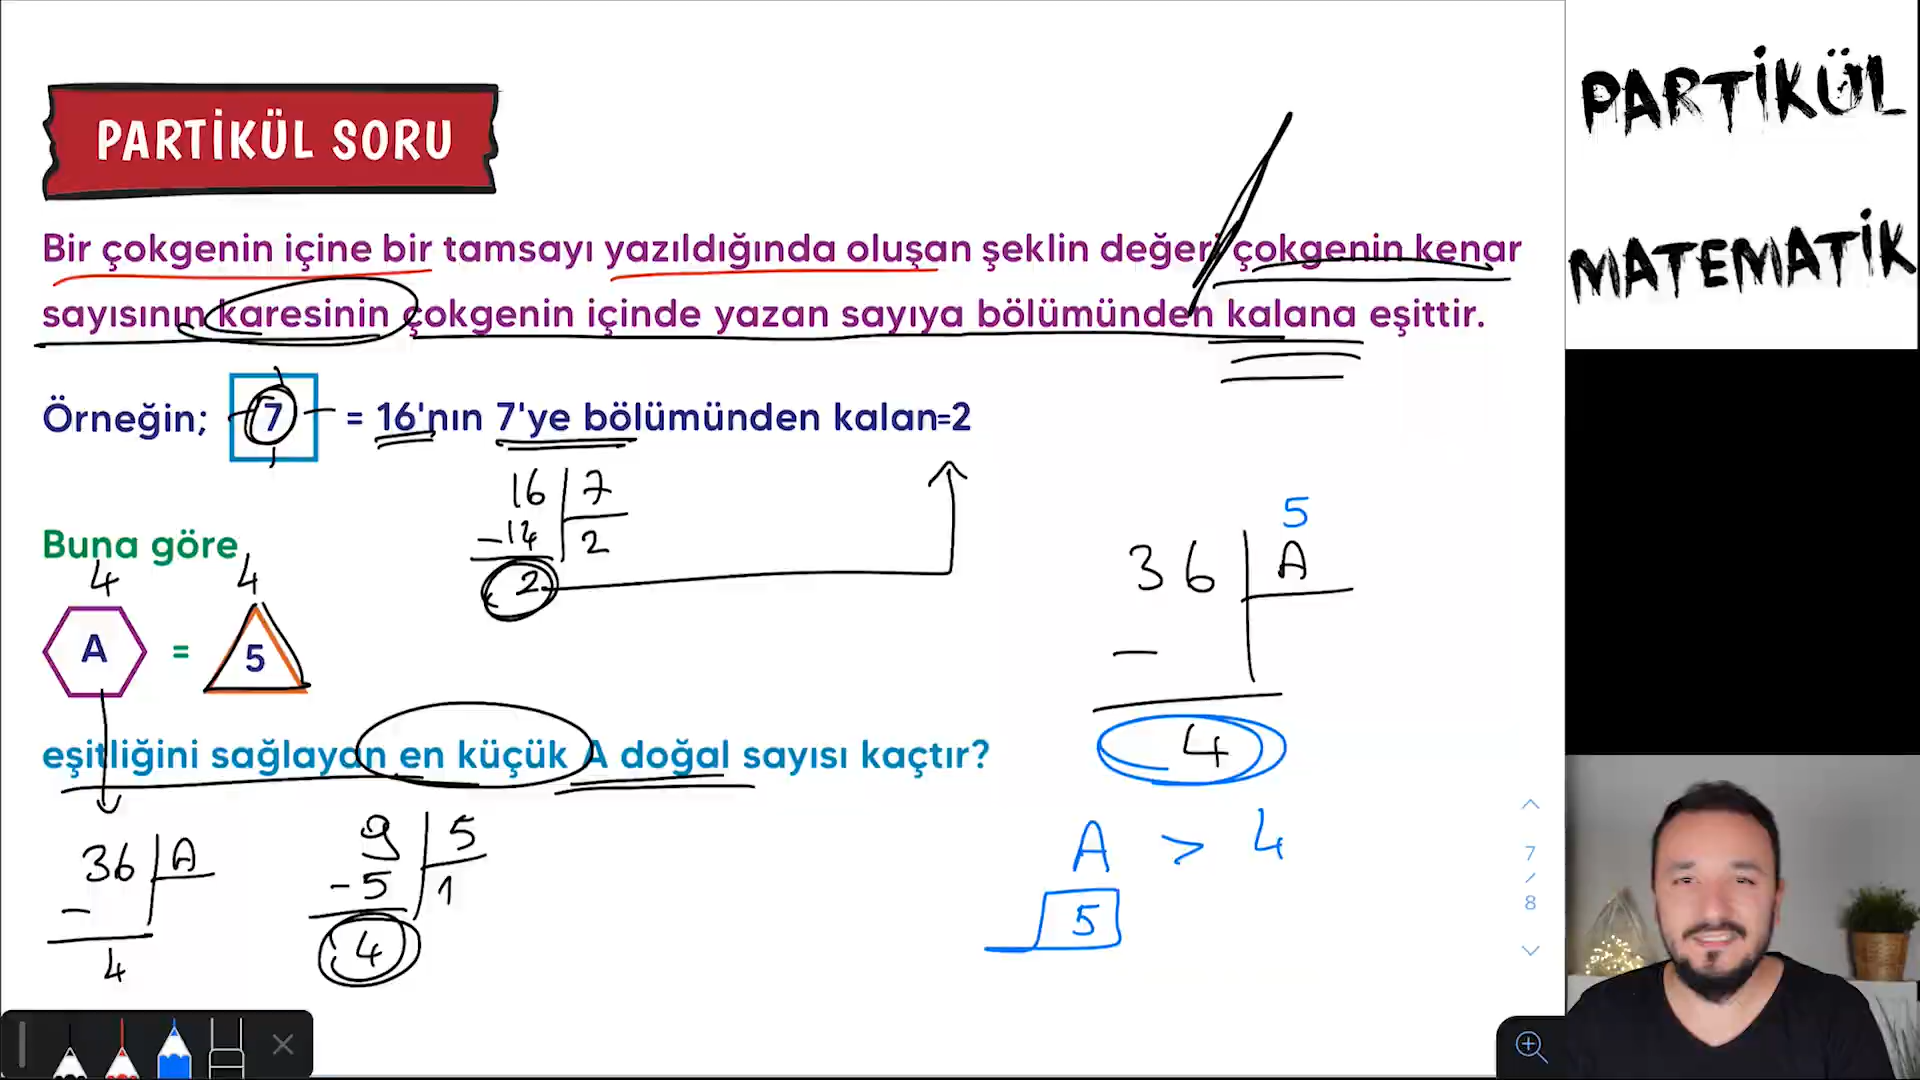 PARTİKÜL SORU
PARTİKÜL
MATEMATİK
Bir çokgenin içine bir tamsayı yazıldığında oluşan şeklin değeri çokgenin kenar
sayısının karesinin çokgenin içinde yazan sayıya bölümünden kalana eşittir.
Örneğin; 7 = 16'nın 7'ye bölümünden kalan=2
16 7
-14 2
2
Buna göre
4 4
A = 5
eşitliğini sağlayan en küçük A doğal sayısı kaçtır?
36 A
-
4
9 5
-5 1
4
5
36 A
-
4
A > 4
5
7
/
8